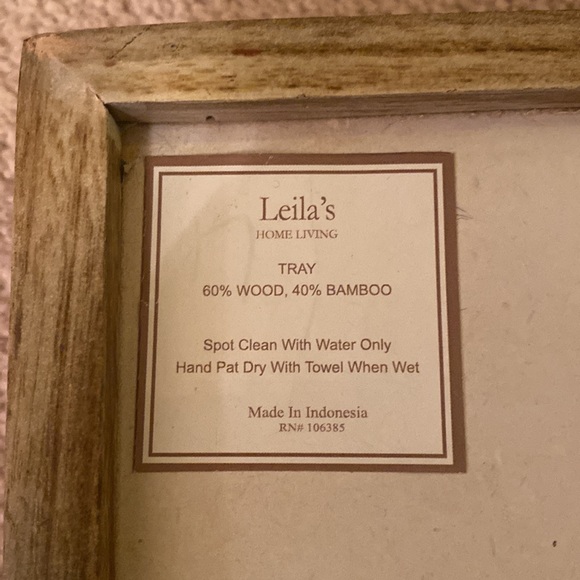 Leila's
HOME LIVING
TRAY
60% WOOD, 40% BAMBOO
Spot Clean With Water Only
Hand Pat Dry With Towel When Wet
Made In Indonesia
RN# 106385